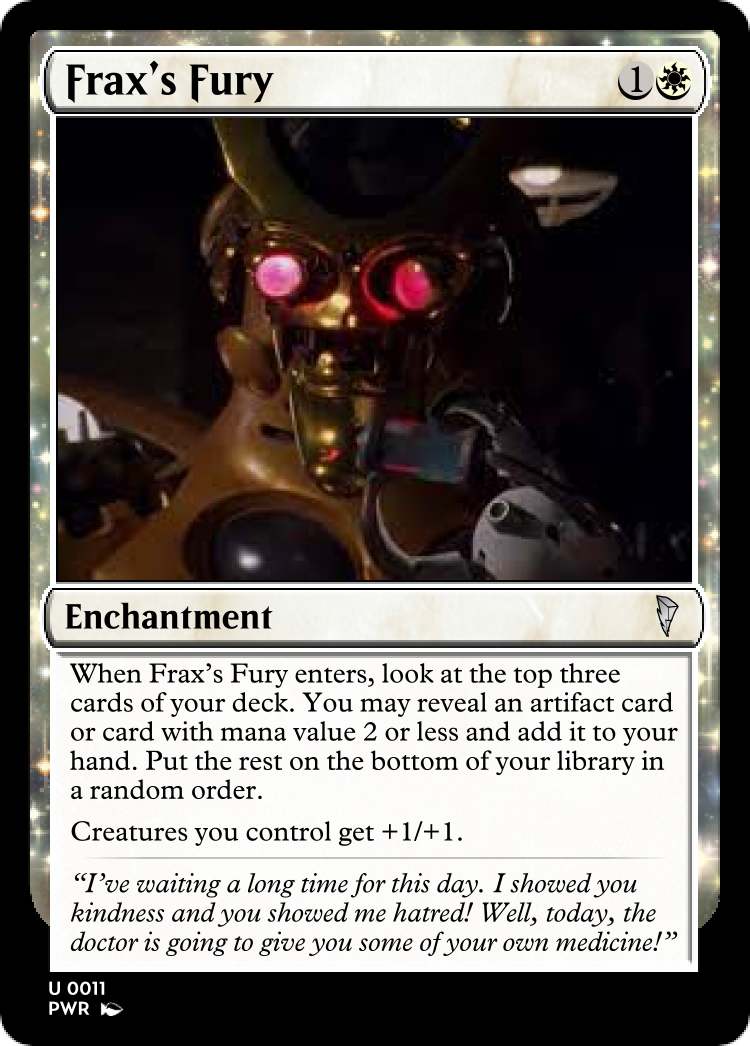 Frax's Fury 1
Enchantment
When Frax's Fury enters, look at the top three
cards of your deck. You may reveal an artifact card
or card with mana value 2 or less and add it to your
hand. Put the rest on the bottom of your library in
a random order.
Creatures you control get +1/+1.
“I've waiting a long time for this day. I showed you
kindness and you showed me hatred! Well, today, the
doctor is going to give you some of your own medicine!”
U 0011
PWR